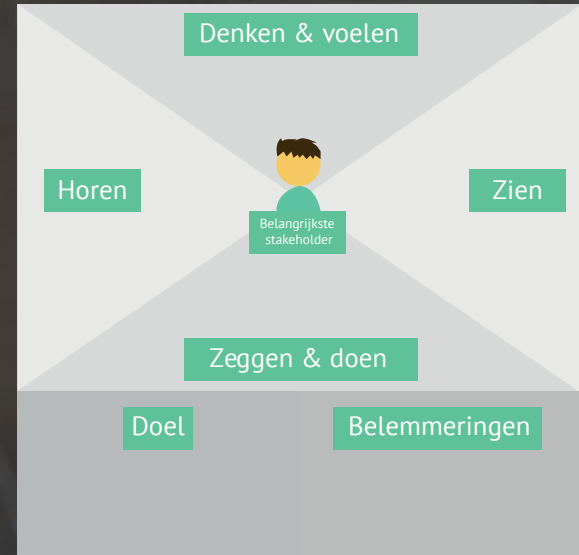 Denken & voelen
Horen
Zien
Belangrijkste
stakeholder
Zeggen & doen
Doel
Belemmeringen